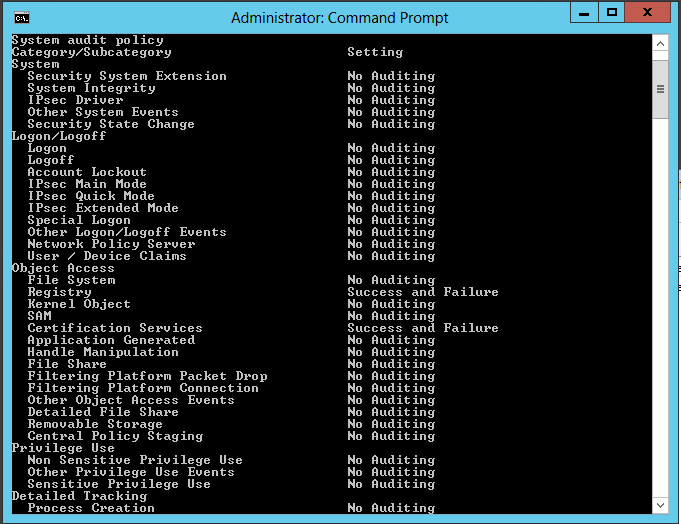 Administrator: Command Prompt
System audit policy
Category/Subcategory Setting
System
Security System Extension No Auditing
System Integrity No Auditing
IPsec Driver No Auditing
Other System Events No Auditing
Security State Change No Auditing
Logon/Logoff
Logon No Auditing
Logoff No Auditing
Account Lockout No Auditing
IPsec Main Mode No Auditing
IPsec Quick Mode No Auditing
IPsec Extended Mode No Auditing
Special Logon No Auditing
Other Logon/Logoff Events No Auditing
Network Policy Server No Auditing
User / Device Claims No Auditing
Object Access
File System No Auditing
Registry Success and Failure
Kernel Object No Auditing
SAM No Auditing
Certification Services Success and Failure
Application Generated No Auditing
Handle Manipulation No Auditing
File Share No Auditing
Filtering Platform Packet Drop No Auditing
Filtering Platform Connection No Auditing
Other Object Access Events No Auditing
Detailed File Share No Auditing
Removable Storage No Auditing
Central Policy Staging No Auditing
Privilege Use
Non Sensitive Privilege Use No Auditing
Other Privilege Use Events No Auditing
Sensitive Privilege Use No Auditing
Detailed Tracking
Process Creation No Auditing